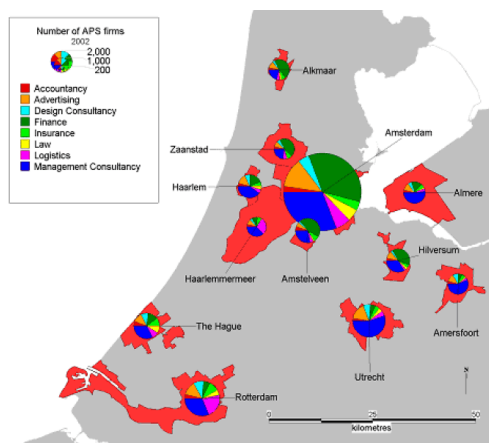 Number of APS firms
2002
2,000
1,000
200
Accountancy
Advertising
Design Consultancy
Finance
Insurance
Law
Logistics
Management Consultancy
Alkmaar
Zaanstad
Amsterdam
Haarlem
Almere
Haarlemmermeer
Amstelveen
Hilversum
Amersfoort
The Hague
Utrecht
Rotterdam
0 25 50
kilometres